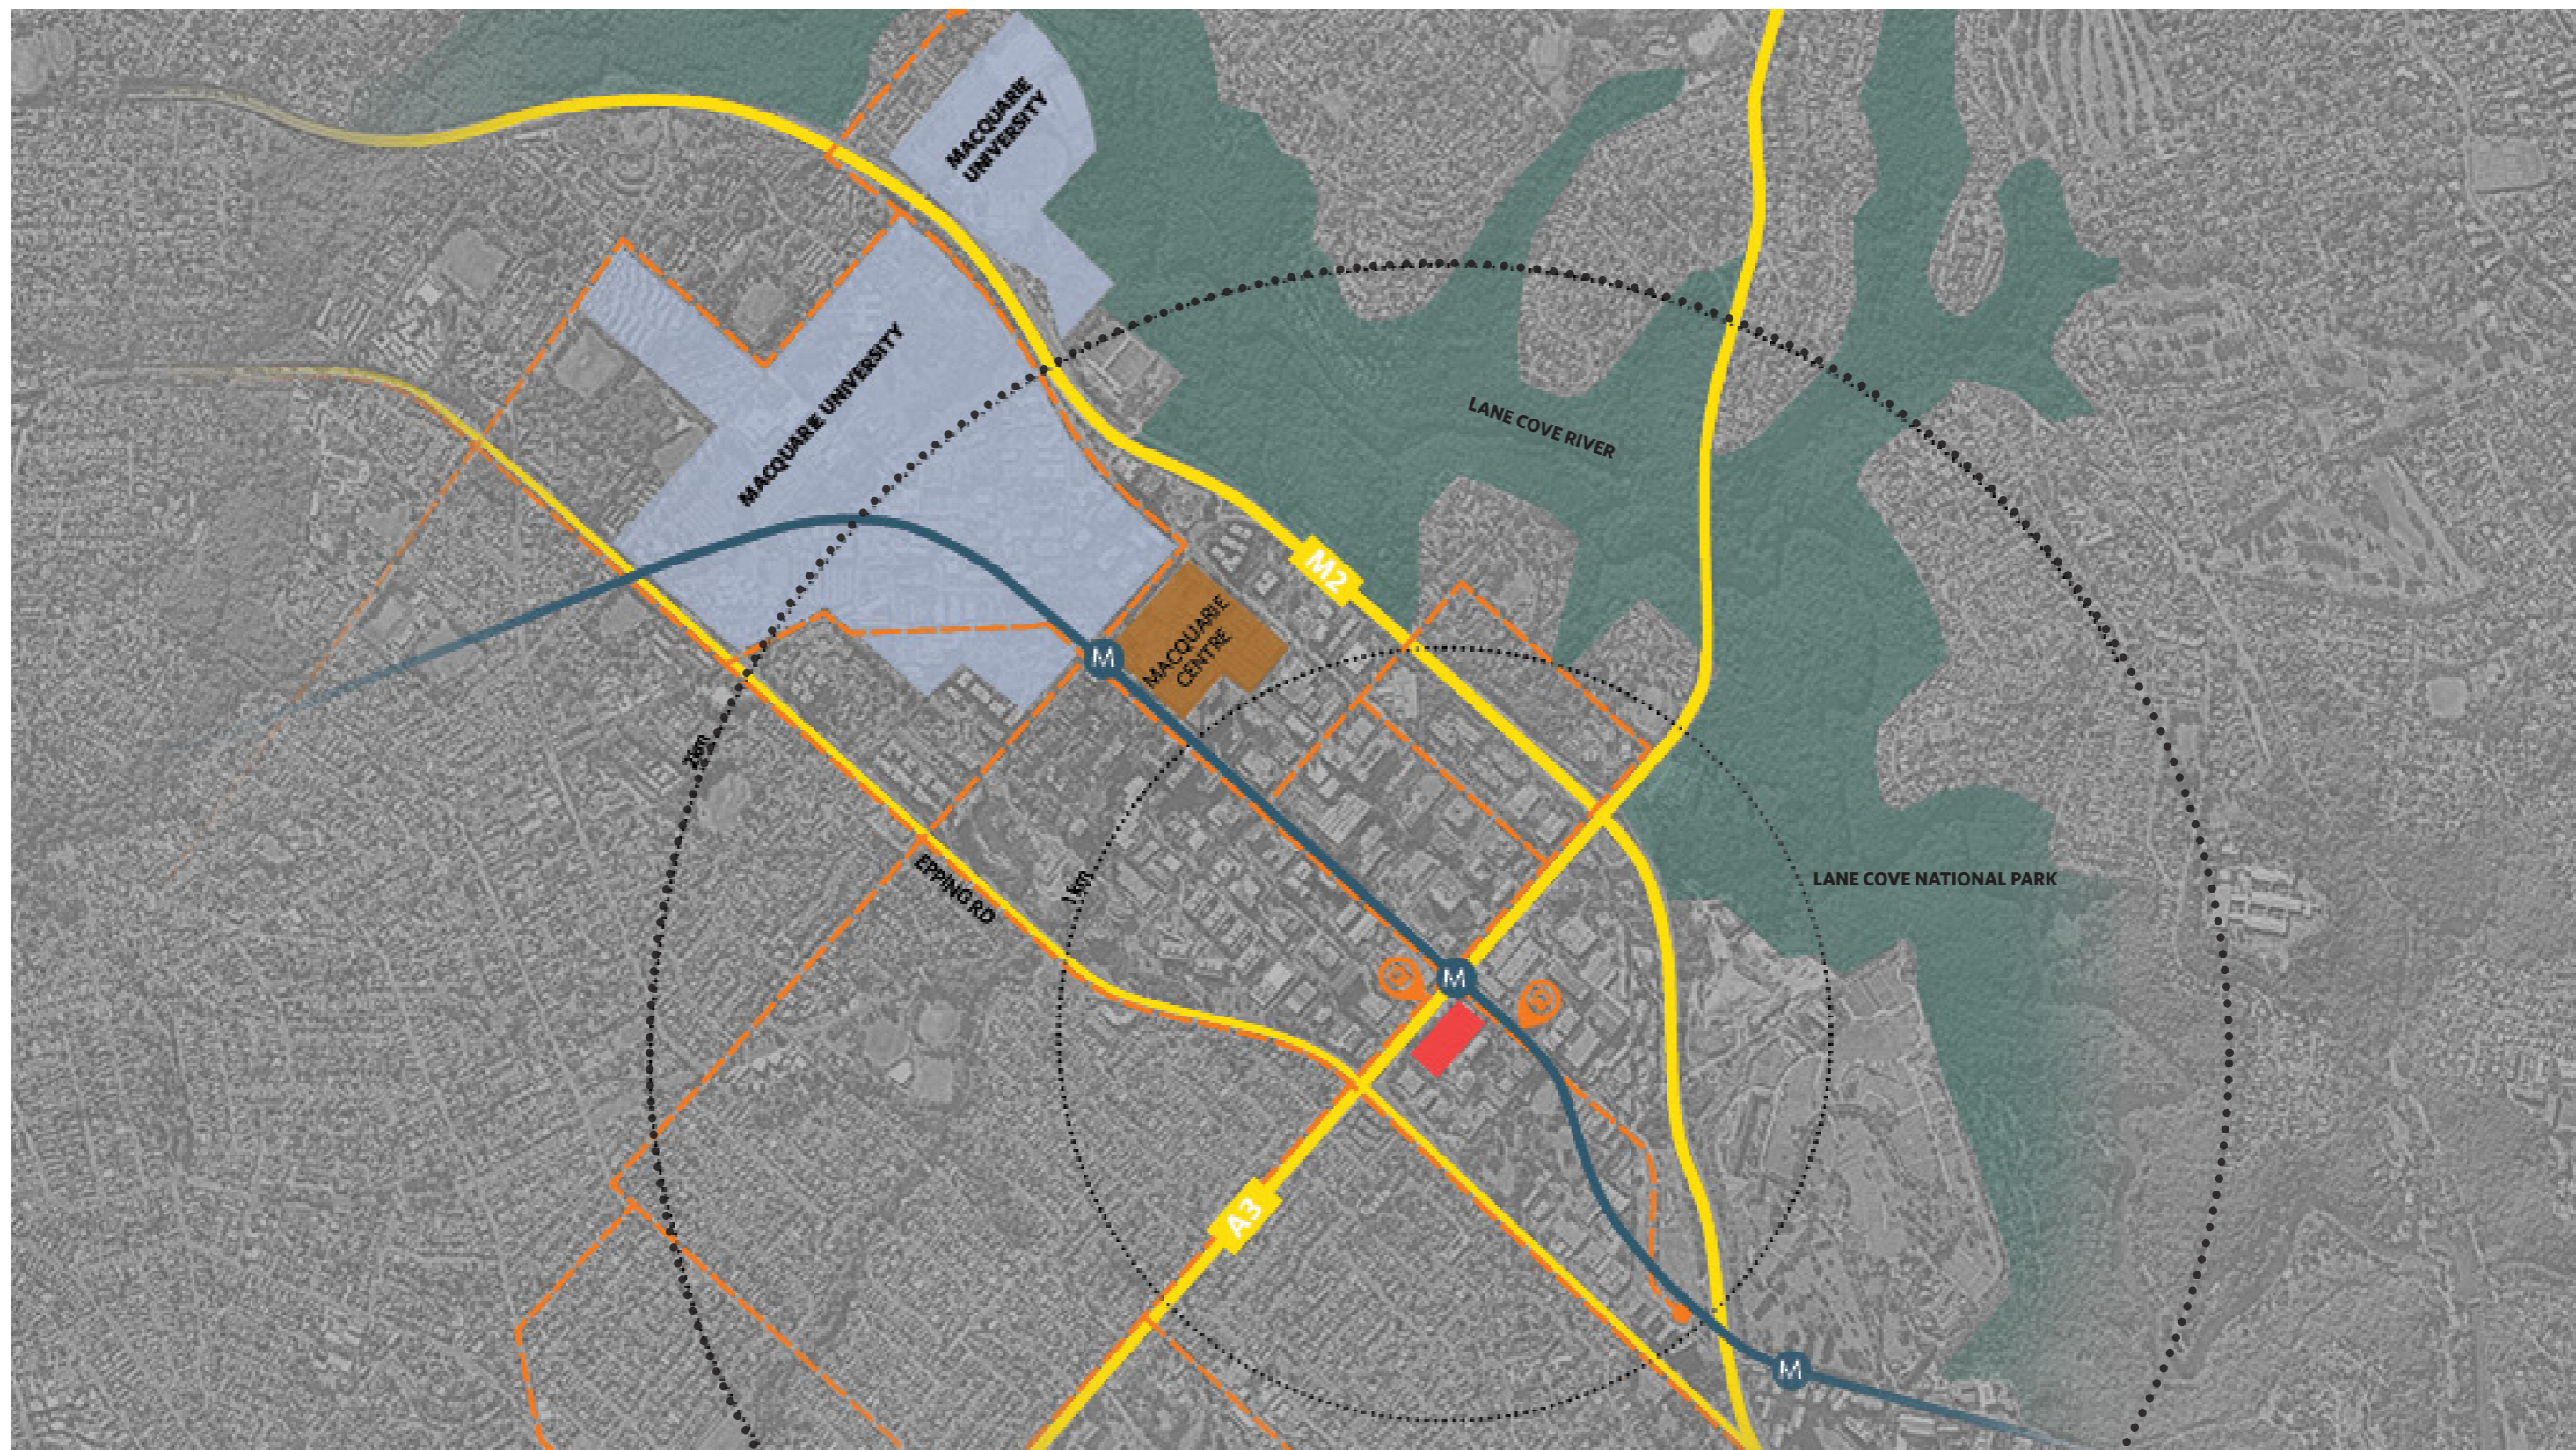 MACQUARIE
UNIVERSITY
MACQUARIE UNIVERSITY
LANE COVE RIVER
M2
MACQUARIE
CENTRE
M
2km
1km
EPPING RD
LANE COVE NATIONAL PARK
M
A3
M